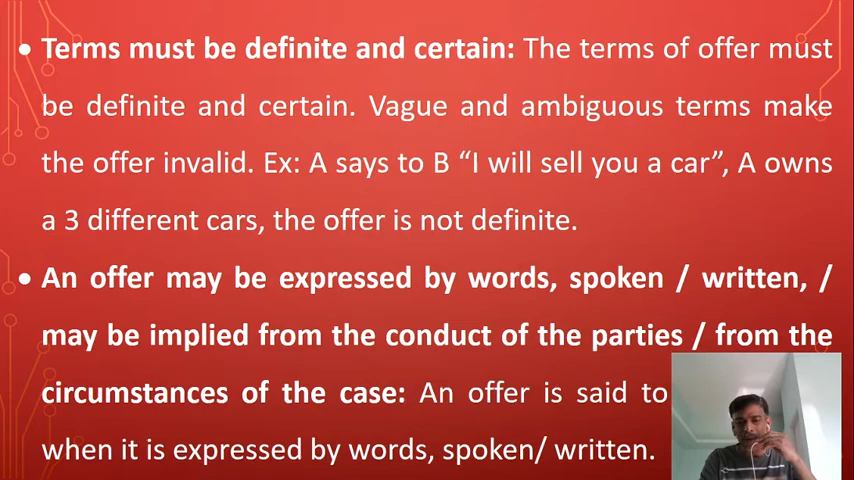 • Terms must be definite and certain: The terms of offer must
be definite and certain. Vague and ambiguous terms make
the offer invalid. Ex: A says to B “I will sell you a car”, A owns
a 3 different cars, the offer is not definite.
• An offer may be expressed by words, spoken / written, /
may be implied from the conduct of the parties / from the
circumstances of the case: An offer is said to
when it is expressed by words, spoken/ written.